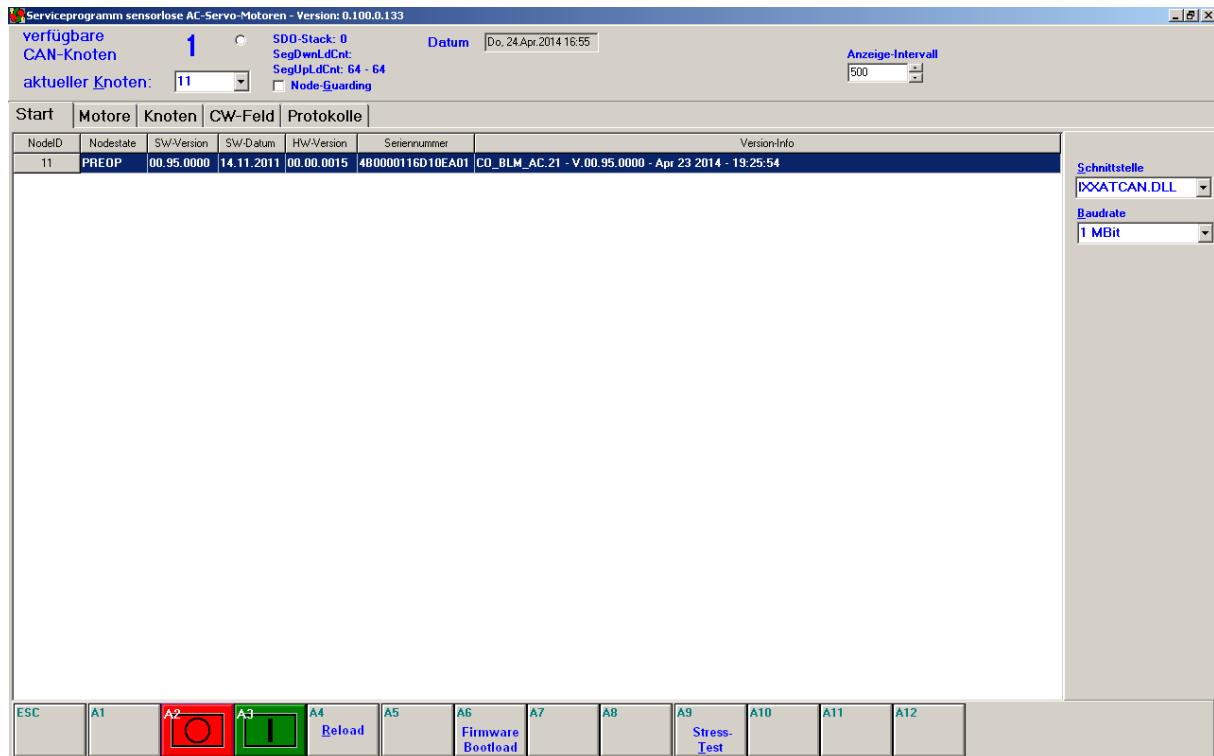 Serviceprogramm sensorlose AC-Servo-Motoren - Version: 0.100.0.133
verfügbare
CAN-Knoten
1
aktueller Knoten:
11
SDO-Stack: 0
SegDwnLdCnt:
SegUpLdCnt: 64 - 64
Node-Guarding
Datum
Do, 24.Apr.2014 16:55
Anzeige-Intervall
500
Start Motore Knoten CW-Feld Protokolle
NodeID Nodestate SW-Version SW-Datum HW-Version Seriennummer Version-Info
11 PREOP 00.95.0000 14.11.2011 00.00.0015 4B0000116D10EA01 CO_BLM_AC.21 - V.00.95.0000 - Apr 23 2014 - 19:25:54
Schnittstelle
IXXATCAN.DLL
Baudrate
1 MBit
ESC A1 A2 A3 A4 A5 A6 A7 A8 A9 A10 A11 A12
Reload
Firmware
Bootload
Stress-
Test